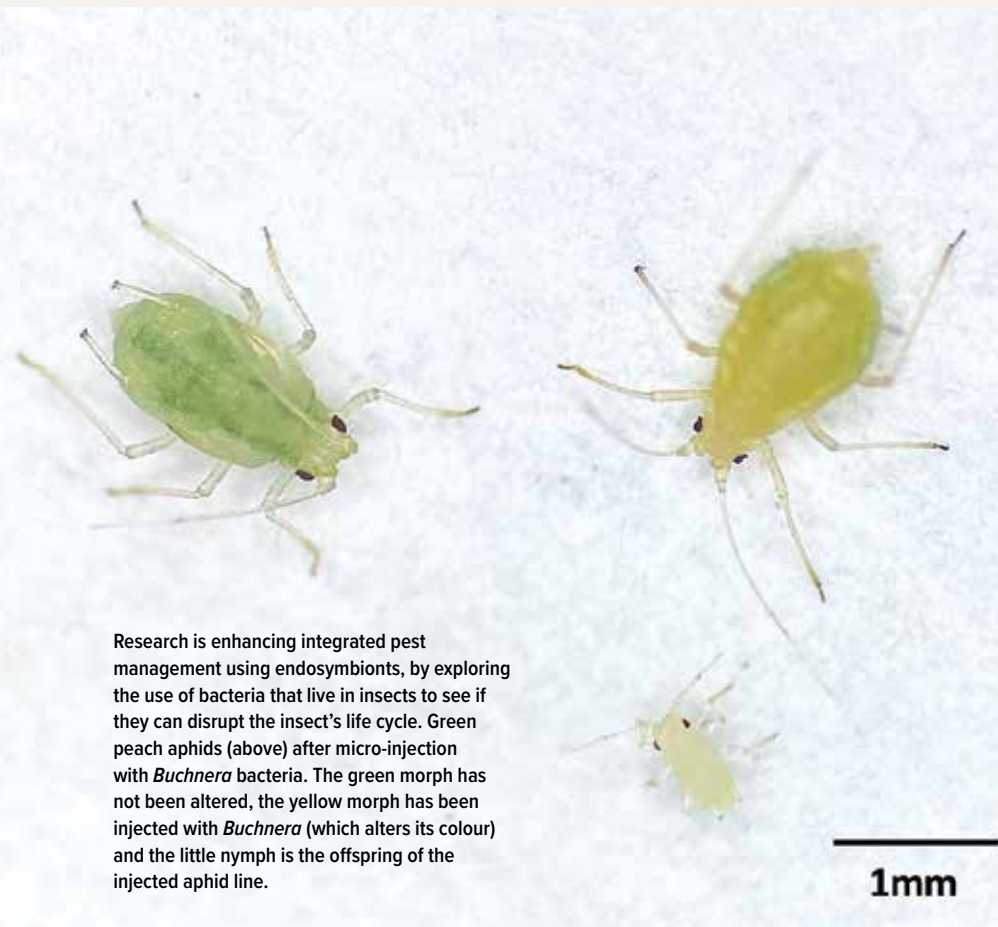 Research is enhancing integrated pest
management using endosymbionts, by exploring
the use of bacteria that live in insects to see if
they can disrupt the insect’s life cycle. Green
peach aphids (above) after micro-injection
with Buchnera bacteria. The green morph has
not been altered, the yellow morph has been
injected with Buchnera (which alters its colour)
and the little nymph is the offspring of the
injected aphid line.
1mm